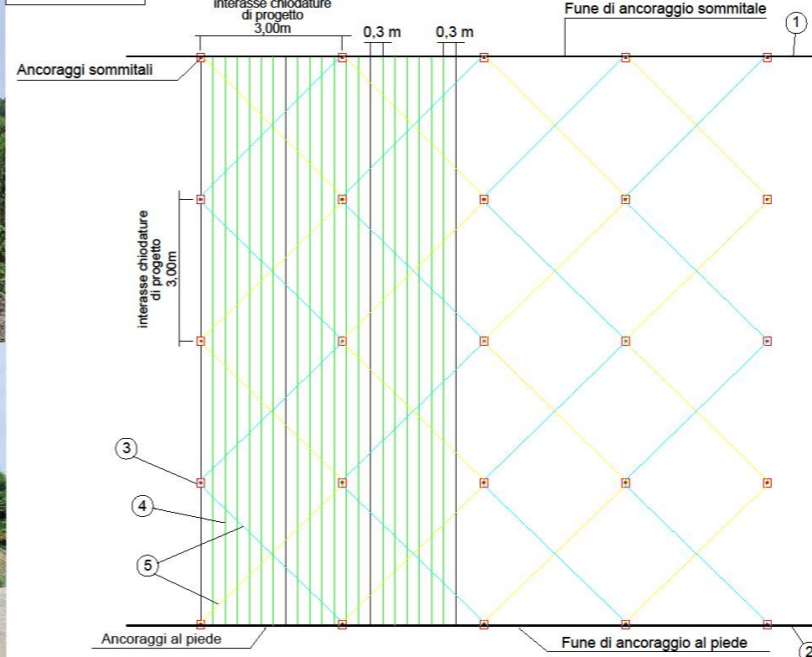 interasse chiodature
di progetto
3,00m
0,3 m
0,3 m
Fune di ancoraggio sommitale
1
Ancoraggi sommitali
interasse chiodature
di progetto
3,00m
3
4
5
Ancoraggi al piede
Fune di ancoraggio al piede
2